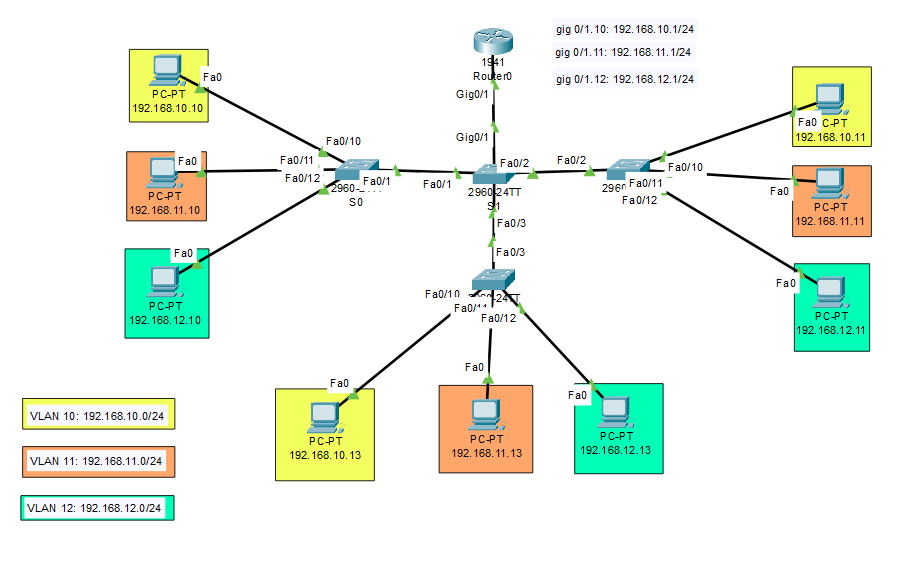 gig 0/1.10: 192.168.10.1/24
gig 0/1.11: 192.168.11.1/24
gig 0/1.12: 192.168.12.1/24
1941
Router0
Gig0/1
Gig0/1
Fa0
PC-PT
192.168.10.10
Fa0
PC-PT
192.168.11.10
Fa0
PC-PT
192.168.12.10
Fa0/10
Fa0/11
Fa0/12
Fa0/1
S0
Fa0/1
Fa0/2
2960-24TT
S1
Fa0/3
Fa0/2
Fa0/10
Fa0/11
Fa0/12
Fa0
PC-PT
192.168.10.11
Fa0
PC-PT
192.168.11.11
Fa0
PC-PT
192.168.12.11
Fa0/3
Fa0/10
Fa0/11
Fa0/12
Fa0
PC-PT
192.168.10.13
Fa0
PC-PT
192.168.11.13
Fa0
PC-PT
192.168.12.13
VLAN 10: 192.168.10.0/24
VLAN 11: 192.168.11.0/24
VLAN 12: 192.168.12.0/24